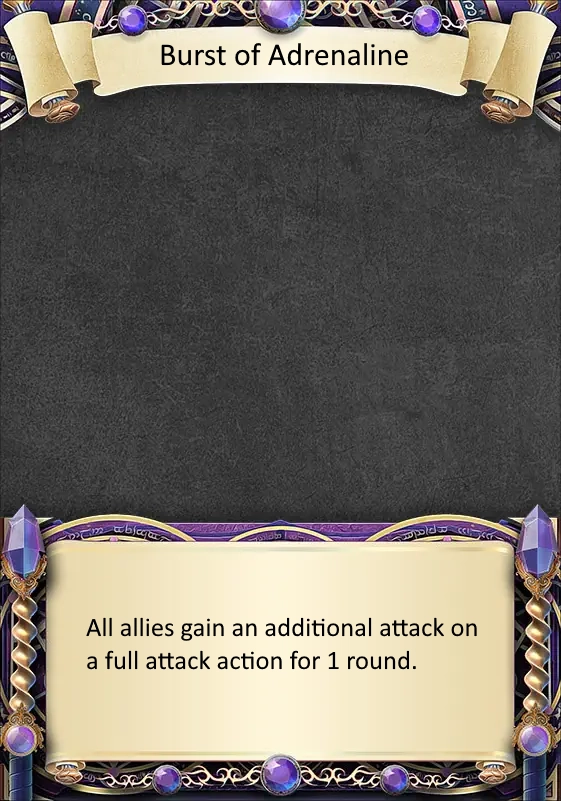 Burst of Adrenaline
All allies gain an additional attack on
a full attack action for 1 round.